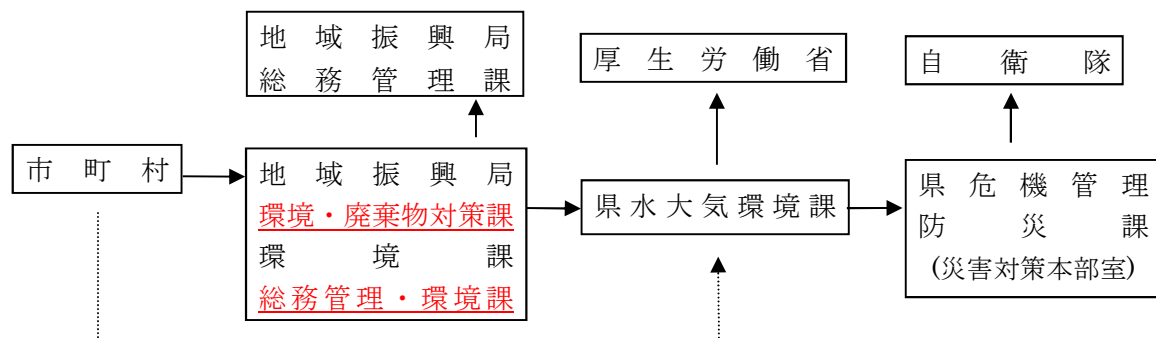 地域振興局
総務管理課
厚生労働省
自衛隊
市町村
地域振興局
環境・廃棄物対策課
環境課
総務管理・環境課
県水大気環境課
県危機管理
防災課
(災害対策本部室)